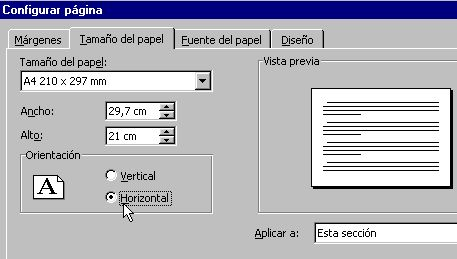 Configurar página
Márgenes
Tamaño del papel
Fuente del papel
Diseño
Tamaño del papel:
A4 210 x 297 mm
Vista previa
Ancho:
29,7 cm
Alto:
21 cm
Orientación
A
Vertical
Horizontal
Aplicar a:
Esta sección